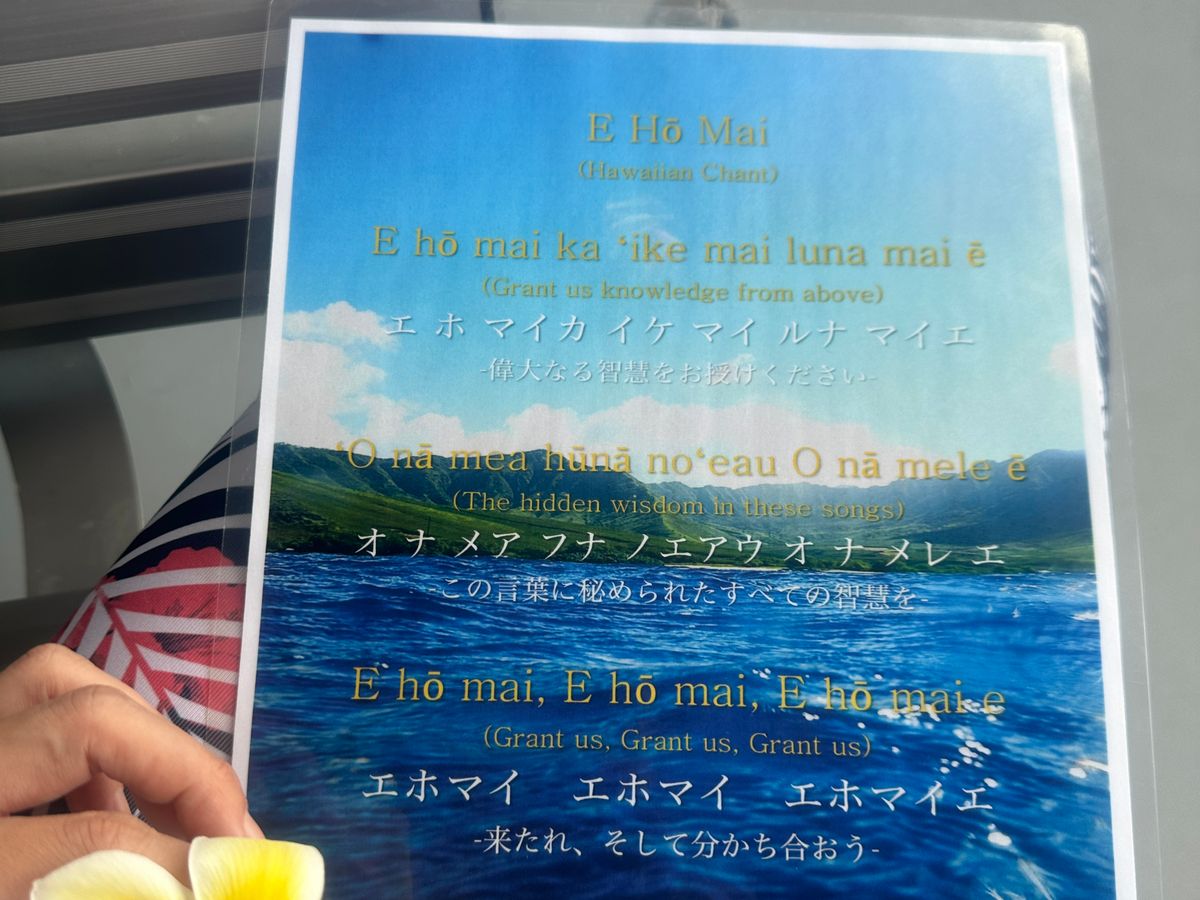 E Hō Mai
(Hawaiian Chant)
E hō mai ka ʻike mai luna mai ē
(Grant us knowledge from above)
エ ホ マイカ イケ マイ ルナ マイエ
-偉大なる智慧をお授けください-
ʻO nā mea hūnā noʻeau O nā mele ē
(The hidden wisdom in these songs)
オ ナ メア フナ ノエアウ オ ナ メレ エ
-この言葉に秘められたすべての智慧を-
E hō mai, E hō mai, E hō mai e
(Grant us, Grant us, Grant us)
エホマイ　エホマイ　エホマイエ
-来たれ、そして分かち合おう-